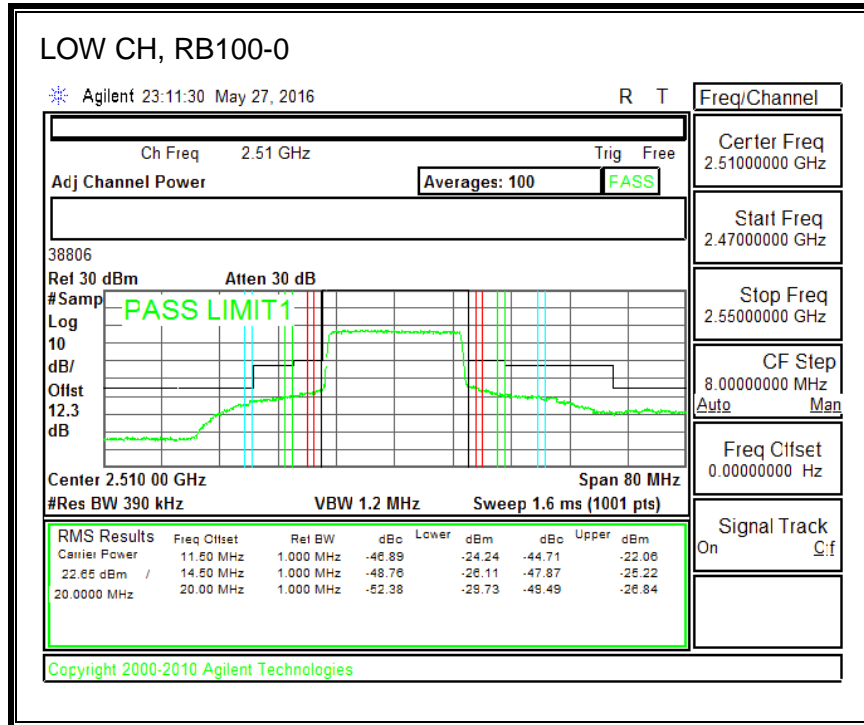 LOW CH, RB100-0
Agilent 23:11:30 May 27, 2016 R T
Freq/Channel
Ch Freq 2.51 GHz Trig Free
Adj Channel Power Averages: 100 PASS
Center Freq
2.51000000 GHz
Start Freq
2.47000000 GHz
Stop Freq
2.55000000 GHz
CF Step
8.00000000 MHz
Auto Man
Freq Offset
0.00000000 Hz
Signal Track
On Off
38806
Ref 30 dBm Atten 30 dB
#Samp
Log
10
dB/
Offst
12.3
dB
PASS LIMIT1
Center 2.510 00 GHz Span 80 MHz
#Res BW 390 kHz VBW 1.2 MHz Sweep 1.6 ms (1001 pts)
RMS Results Freq Offset Ref BW dBc Lower dBm dBc Upper dBm
Carrier Power 11.50 MHz 1.000 MHz -46.89 -24.24 -44.71 -22.06
22.65 dBm / 14.50 MHz 1.000 MHz -48.76 -26.11 -47.87 -25.22
20.0000 MHz 20.00 MHz 1.000 MHz -52.38 -29.73 -49.49 -26.84
Copyright 2000-2010 Agilent Technologies